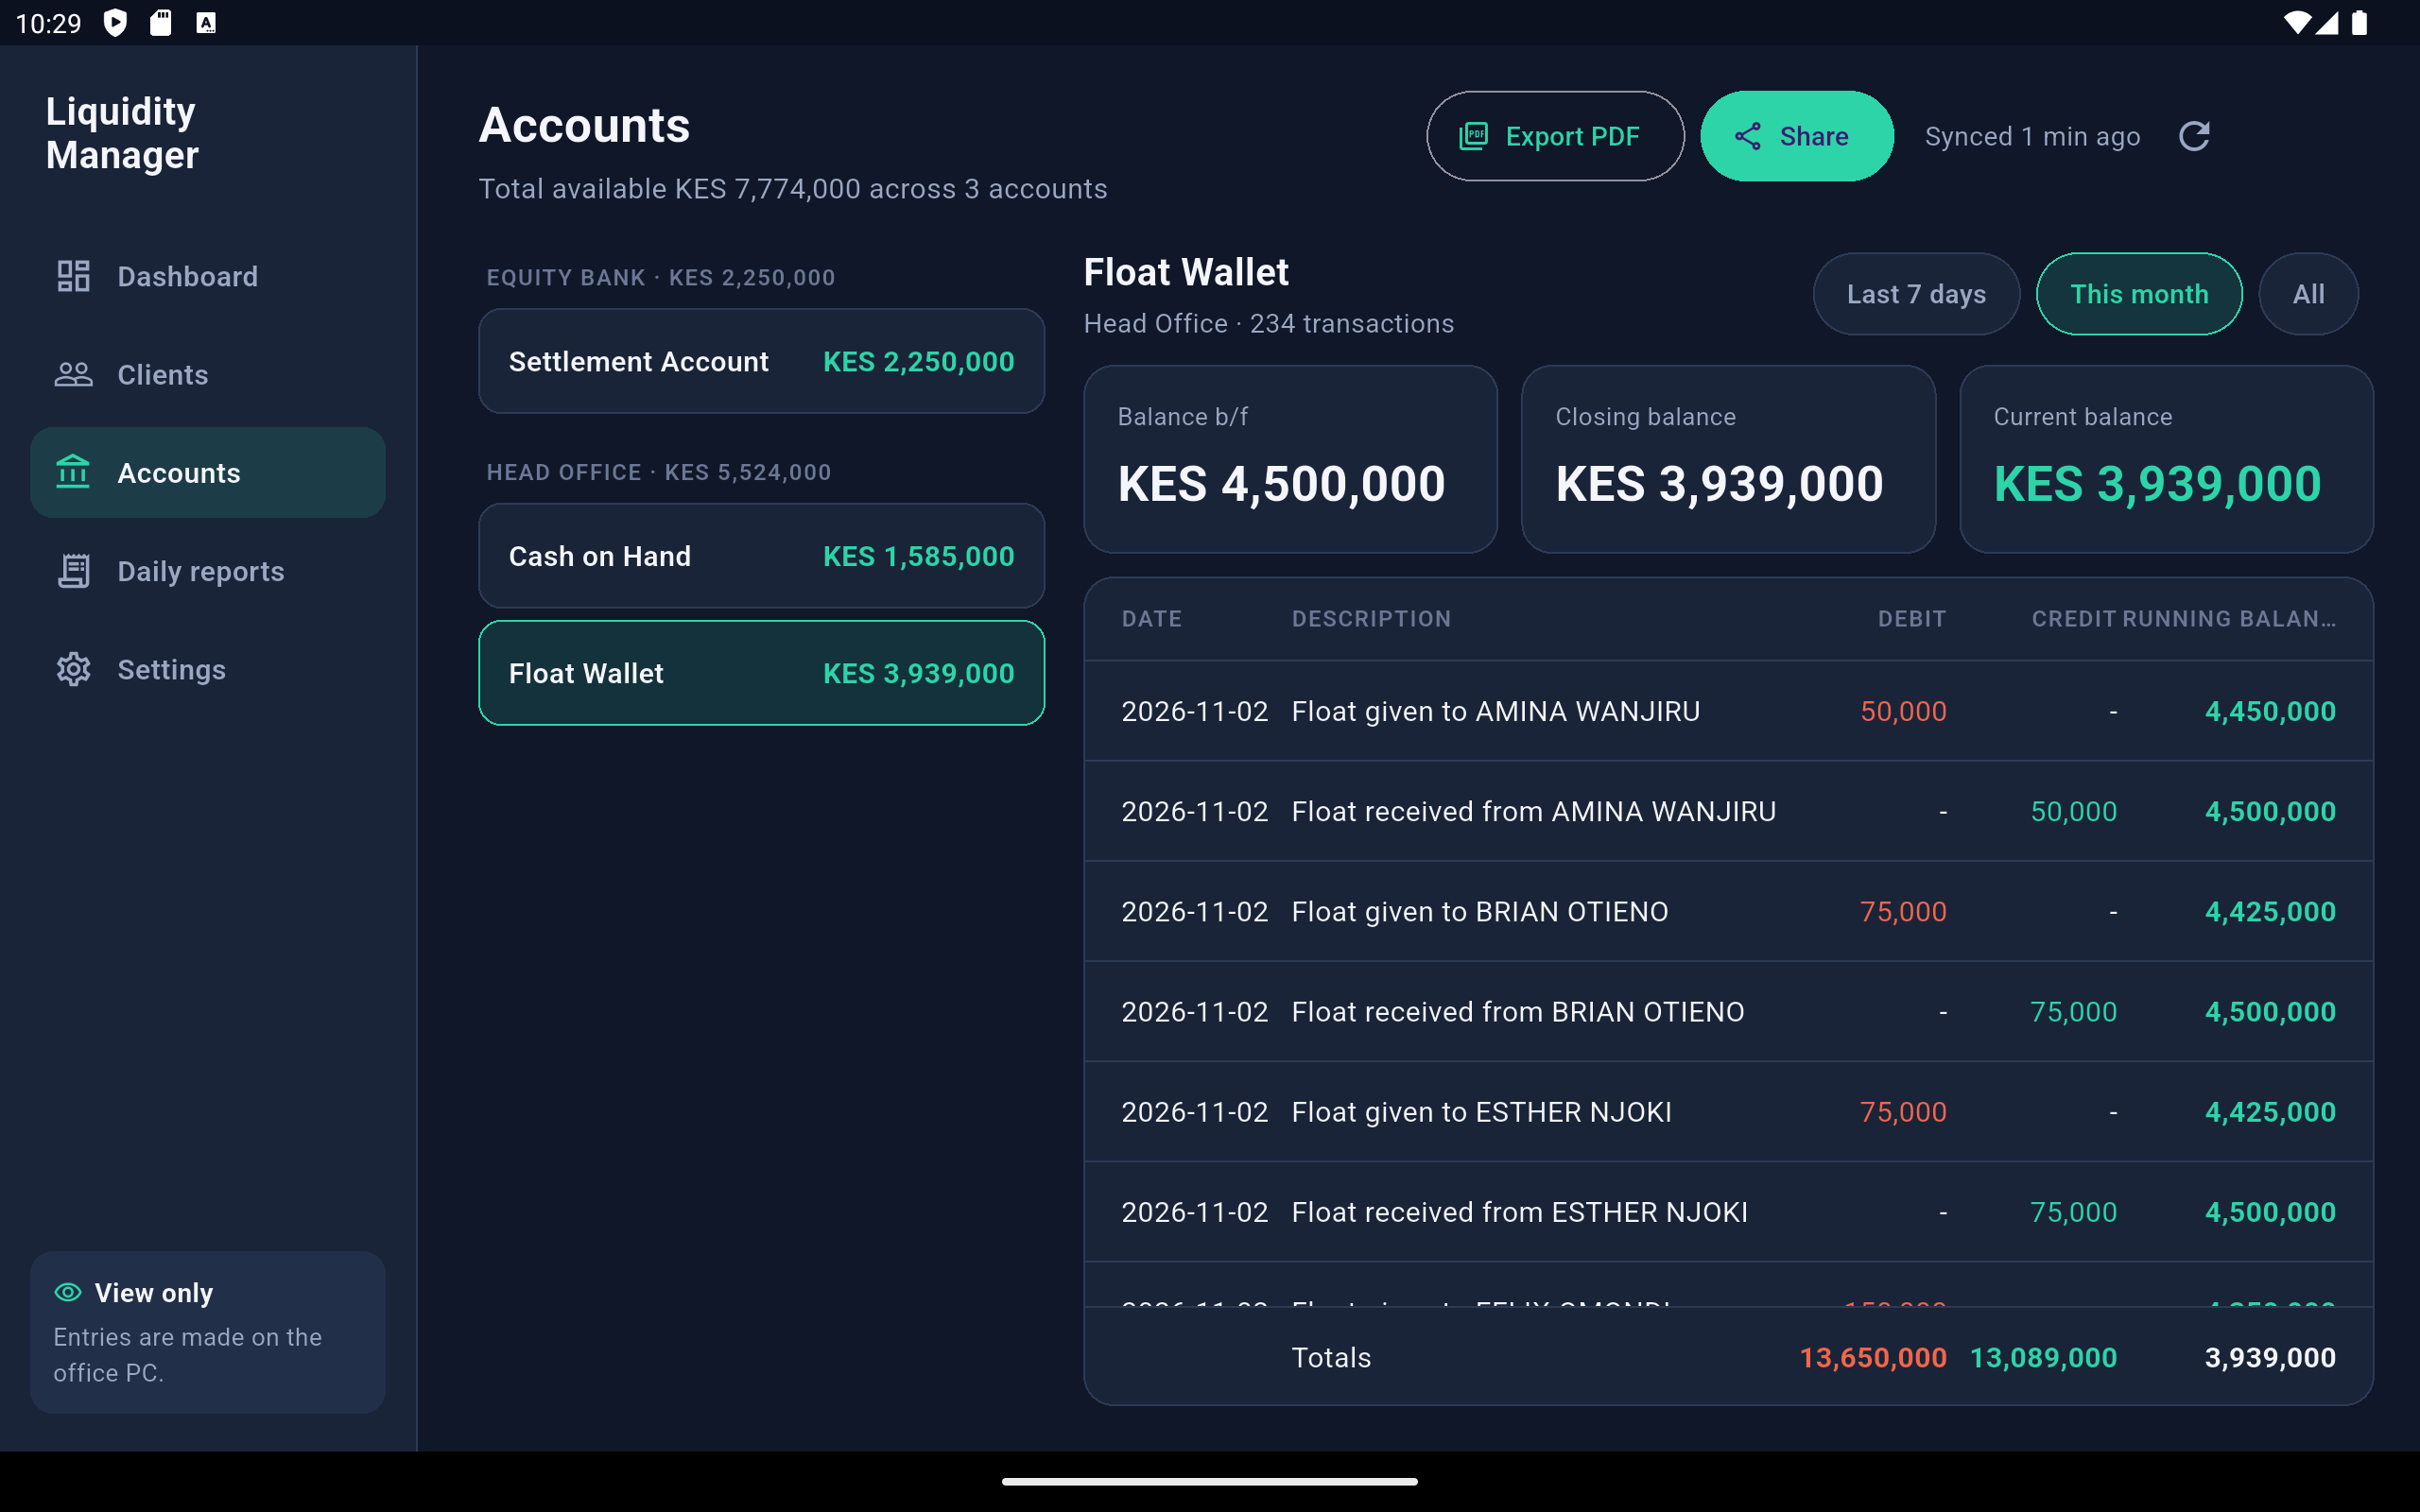 10:29
Liquidity
Manager
Dashboard
Clients
Accounts
Daily reports
Settings
View only
Entries are made on the
office PC.
Accounts
Total available KES 7,774,000 across 3 accounts
Export PDF
Share
Synced 1 min ago
EQUITY BANK · KES 2,250,000
Settlement Account KES 2,250,000
HEAD OFFICE · KES 5,524,000
Cash on Hand KES 1,585,000
Float Wallet KES 3,939,000
Float Wallet
Head Office · 234 transactions
Last 7 days This month All
Balance b/f
KES 4,500,000
Closing balance
KES 3,939,000
Current balance
KES 3,939,000
DATE DESCRIPTION DEBIT CREDIT RUNNING BALAN…
2026-11-02 Float given to AMINA WANJIRU 50,000 - 4,450,000
2026-11-02 Float received from AMINA WANJIRU - 50,000 4,500,000
2026-11-02 Float given to BRIAN OTIENO 75,000 - 4,425,000
2026-11-02 Float received from BRIAN OTIENO - 75,000 4,500,000
2026-11-02 Float given to ESTHER NJOKI 75,000 - 4,425,000
2026-11-02 Float received from ESTHER NJOKI - 75,000 4,500,000
Totals 13,650,000 13,089,000 3,939,000